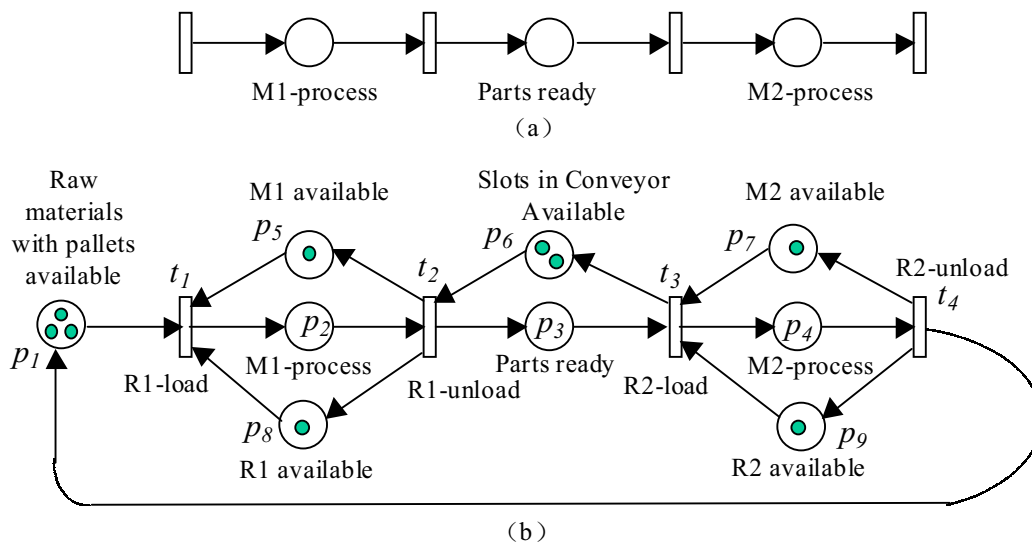 M1-process
Parts ready
M2-process
(a)
Raw
materials
with pallets
available
M1 available
Slots in Conveyor
Available
M2 available
p5
p6
p7
R2-unload
t1
t2
t3
t4
p1
p2
p3
p4
R1-load
M1-process
R1-unload
Parts ready
R2-load
M2-process
p8
p9
R1 available
R2 available
(b)